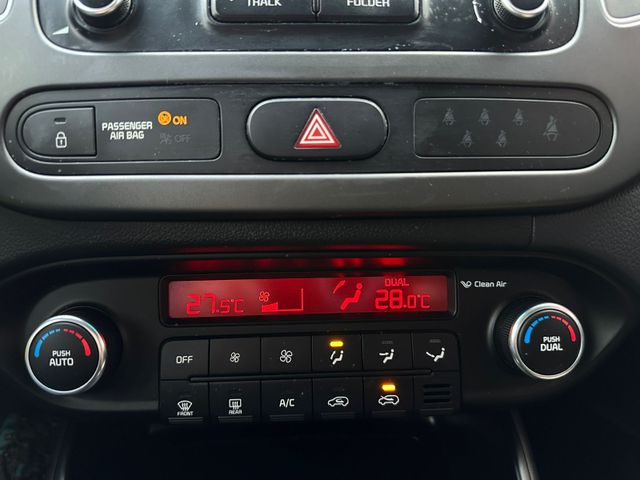 TRACK
FOLDER
PASSENGER
AIR BAG
ON
OFF
27.5°C
DUAL
28.0°C
Clean Air
PUSH
AUTO
OFF
PUSH
DUAL
FRONT
REAR
A/C